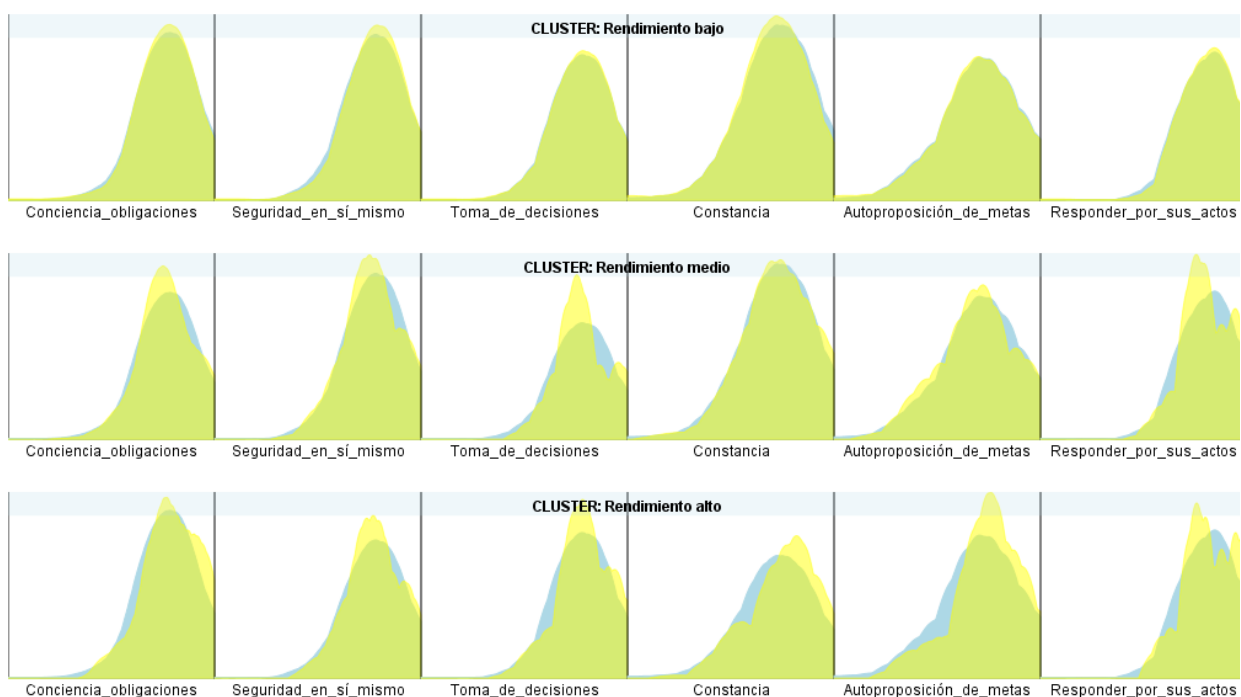 CLUSTER: Rendimiento bajo
Conciencia_obligaciones Seguridad_en_sí_mismo Toma_de_decisiones Constancia Autoproposición_de_metas Responder_por_sus_actos
CLUSTER: Rendimiento medio
Conciencia_obligaciones Seguridad_en_sí_mismo Toma_de_decisiones Constancia Autoproposición_de_metas Responder_por_sus_actos
CLUSTER: Rendimiento alto
Conciencia_obligaciones Seguridad_en_sí_mismo Toma_de_decisiones Constancia Autoproposición_de_metas Responder_por_sus_actos